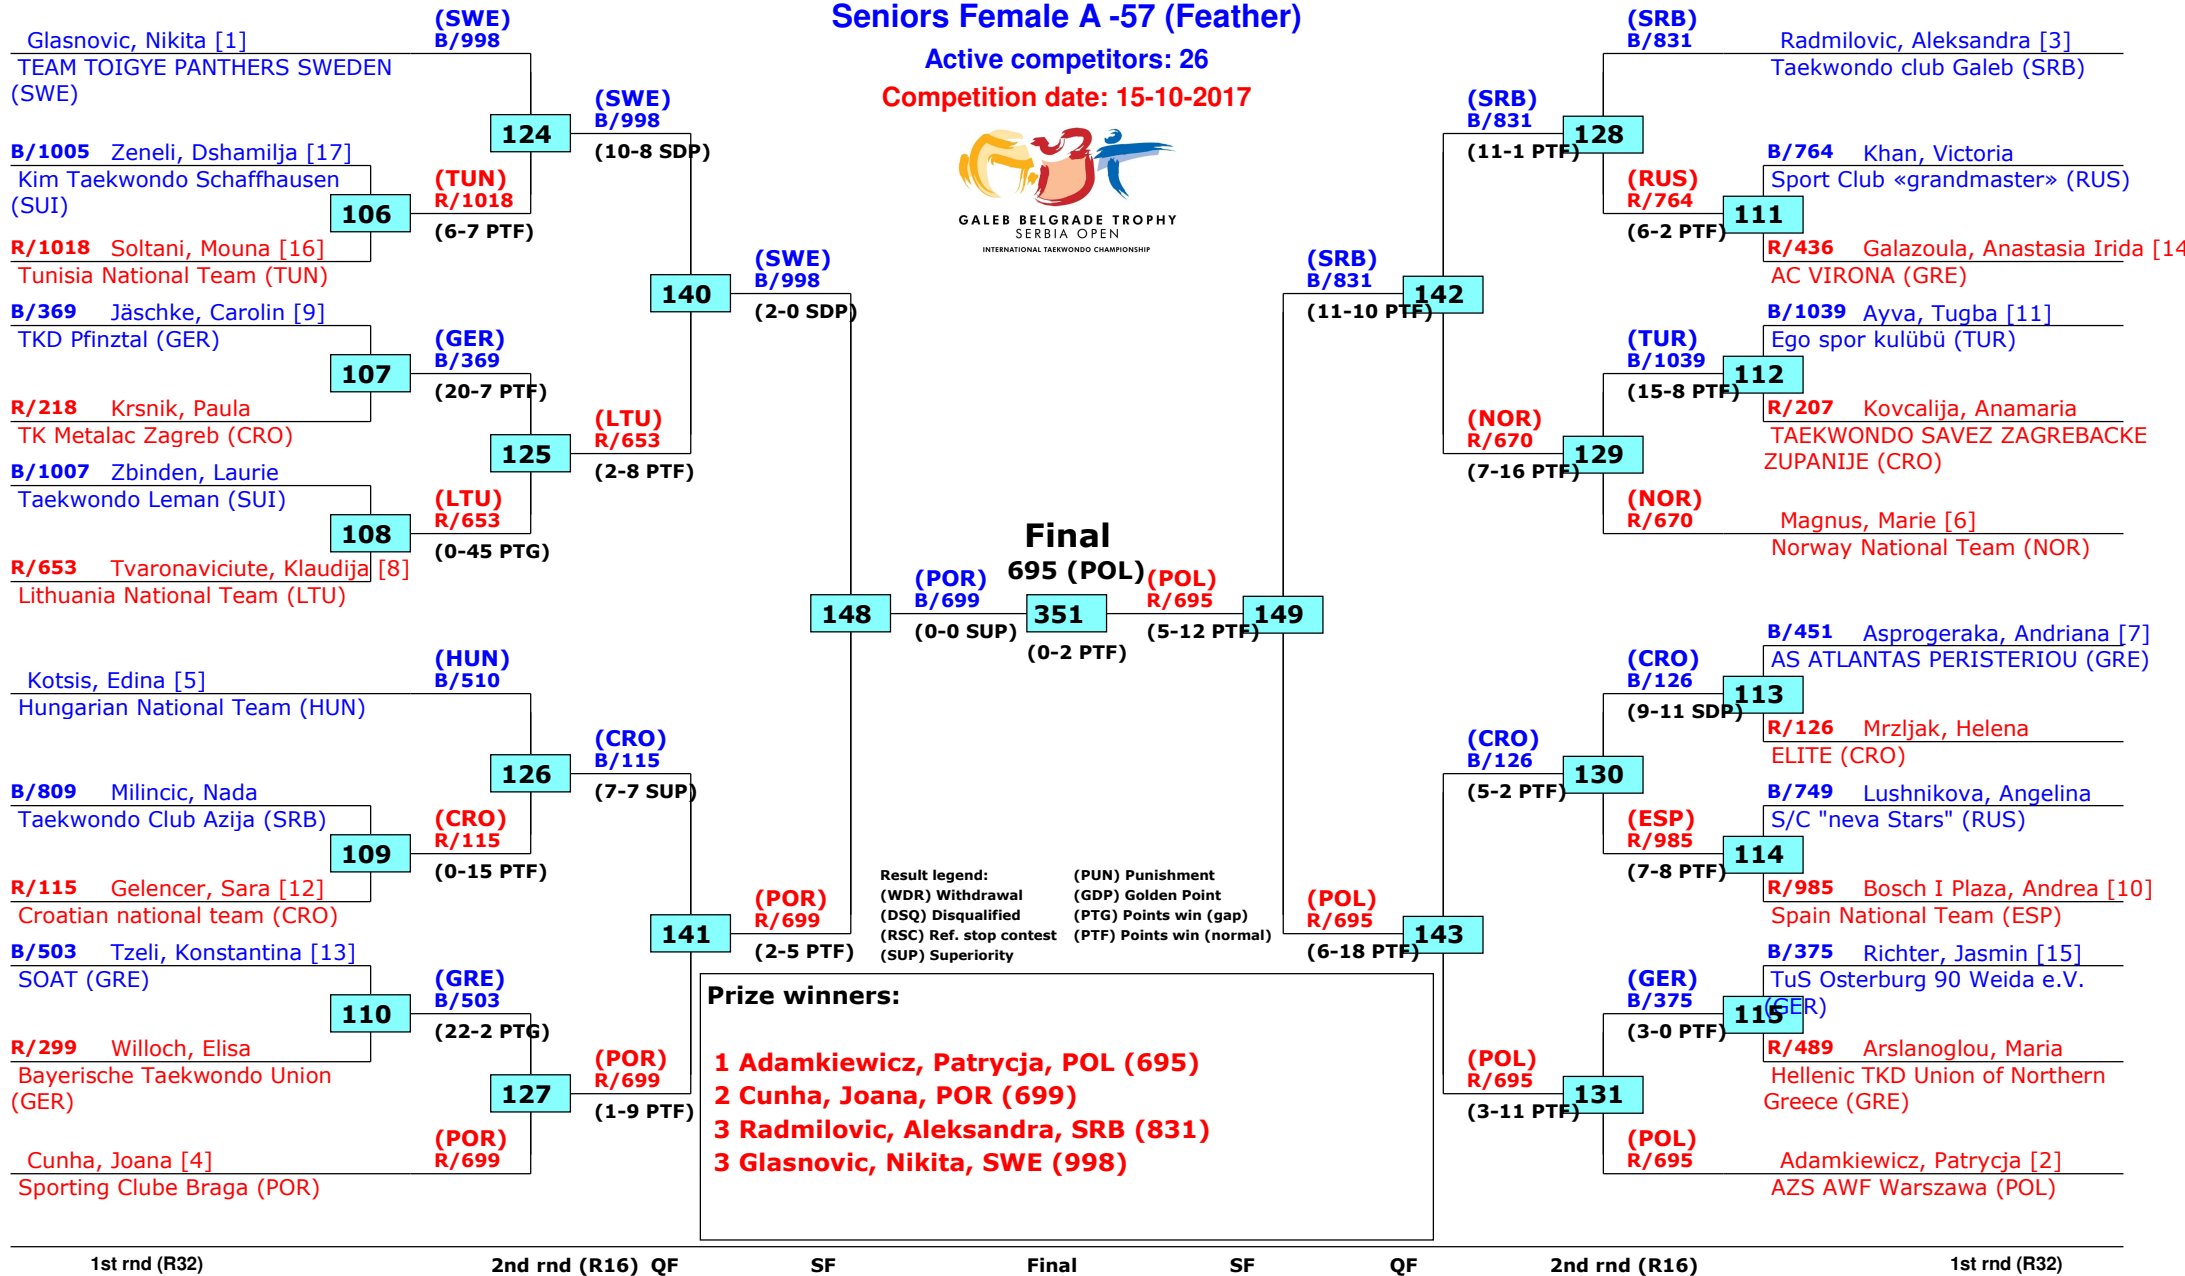 Seniors Female A -57 (Feather)
Active competitors: 26
Competition date: 15-10-2017
GALEB BELGRADE TROPHY
SERBIA OPEN
INTERNATIONAL TAEKWONDO CHAMPIONSHIP
Glasnovic, Nikita [1]
TEAM TOIGYE PANTHERS SWEDEN
(SWE)
(SWE)
B/998
B/1005 Zeneli, Dshamilja [17]
Kim Taekwondo Schaffhausen
(SUI)
106
R/1018 Soltani, Mouna [16]
Tunisia National Team (TUN)
(TUN)
R/1018
(6-7 PTF)
124
(SWE)
B/998
(10-8 SDP)
B/369 Jäschke, Carolin [9]
TKD Pfinztal (GER)
107
R/218 Krsnik, Paula
TK Metalac Zagreb (CRO)
(GER)
B/369
(20-7 PTF)
B/1007 Zbinden, Laurie
Taekwondo Leman (SUI)
108
R/653 Tvaronaviciute, Klaudija [8]
Lithuania National Team (LTU)
(LTU)
R/653
(0-45 PTG)
125
(LTU)
R/653
(2-8 PTF)
140
(SWE)
B/998
(2-0 SDP)
Kotsis, Edina [5]
Hungarian National Team (HUN)
(HUN)
B/510
B/809 Milincic, Nada
Taekwondo Club Azija (SRB)
109
R/115 Gelencer, Sara [12]
Croatian national team (CRO)
(CRO)
R/115
(0-15 PTF)
126
(CRO)
B/115
(7-7 SUP)
B/503 Tzeli, Konstantina [13]
SOAT (GRE)
110
R/299 Willoch, Elisa
Bayerische Taekwondo Union
(GER)
(GRE)
B/503
(22-2 PTG)
Cunha, Joana [4]
Sporting Clube Braga (POR)
(POR)
R/699
127
(POR)
R/699
(1-9 PTF)
141
(POR)
R/699
(2-5 PTF)
148
(POR)
B/699
(0-0 SUP)
Final
695 (POL)
351
(0-2 PTF)
(POL)
R/695
(5-12 PTF)
149
(SRB)
B/831
(11-10 PTF)
142
(SRB)
B/831
(11-1 PTF)
128
(SRB)
B/831
Radmilovic, Aleksandra [3]
Taekwondo club Galeb (SRB)
(RUS)
R/764
(6-2 PTF)
111
B/764 Khan, Victoria
Sport Club «grandmaster» (RUS)
R/436 Galazoula, Anastasia Irida [14
AC VIRONA (GRE)
(NOR)
R/670
(7-16 PTF)
129
(TUR)
B/1039
(15-8 PTF)
112
B/1039 Ayva, Tugba [11]
Ego spor kulübü (TUR)
R/207 Kovcalija, Anamaria
TAEKWONDO SAVEZ ZAGREBACKE
ZUPANIJE (CRO)
(NOR)
R/670
Magnus, Marie [6]
Norway National Team (NOR)
(POL)
R/695
(6-18 PTF)
143
(CRO)
B/126
(5-2 PTF)
130
(CRO)
B/126
(9-11 SDP)
113
B/451 Asprogeraka, Andriana [7]
AS ATLANTAS PERISTERIOU (GRE)
R/126 Mrzljak, Helena
ELITE (CRO)
(ESP)
R/985
(7-8 PTF)
114
B/749 Lushnikova, Angelina
S/C "neva Stars" (RUS)
R/985 Bosch I Plaza, Andrea [10]
Spain National Team (ESP)
(POL)
R/695
(3-11 PTF)
131
(GER)
B/375
(3-0 PTF)
115
B/375 Richter, Jasmin [15]
TuS Osterburg 90 Weida e.V.
(GER)
R/489 Arslanoglou, Maria
Hellenic TKD Union of Northern
Greece (GRE)
(POL)
R/695
Adamkiewicz, Patrycja [2]
AZS AWF Warszawa (POL)
Result legend:
(WDR) Withdrawal
(DSQ) Disqualified
(RSC) Ref. stop contest
(SUP) Superiority
(PUN) Punishment
(GDP) Golden Point
(PTG) Points win (gap)
(PTF) Points win (normal)
Prize winners:
1 Adamkiewicz, Patrycja, POL (695)
2 Cunha, Joana, POR (699)
3 Radmilovic, Aleksandra, SRB (831)
3 Glasnovic, Nikita, SWE (998)
1st rnd (R32) 2nd rnd (R16) QF SF Final SF QF 2nd rnd (R16) 1st rnd (R32)